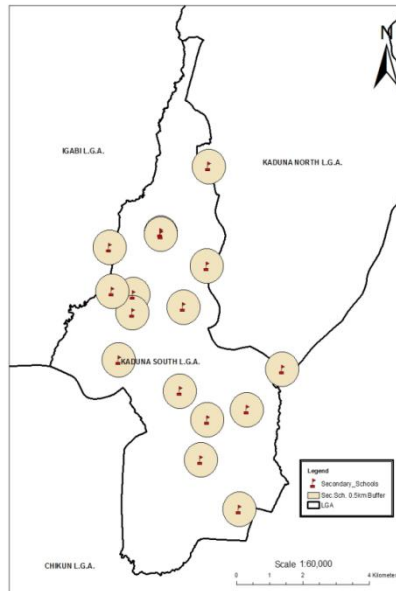 N
IGABI L.G.A.
KADUNA NORTH L.G.A.
KADUNA SOUTH L.G.A.
Legend
Secondary_Schools
Sec.Sch. 0.5km Buffer
LGA
CHIKUN L.G.A.
Scale 1:60,000
0 2 4 Kilometers